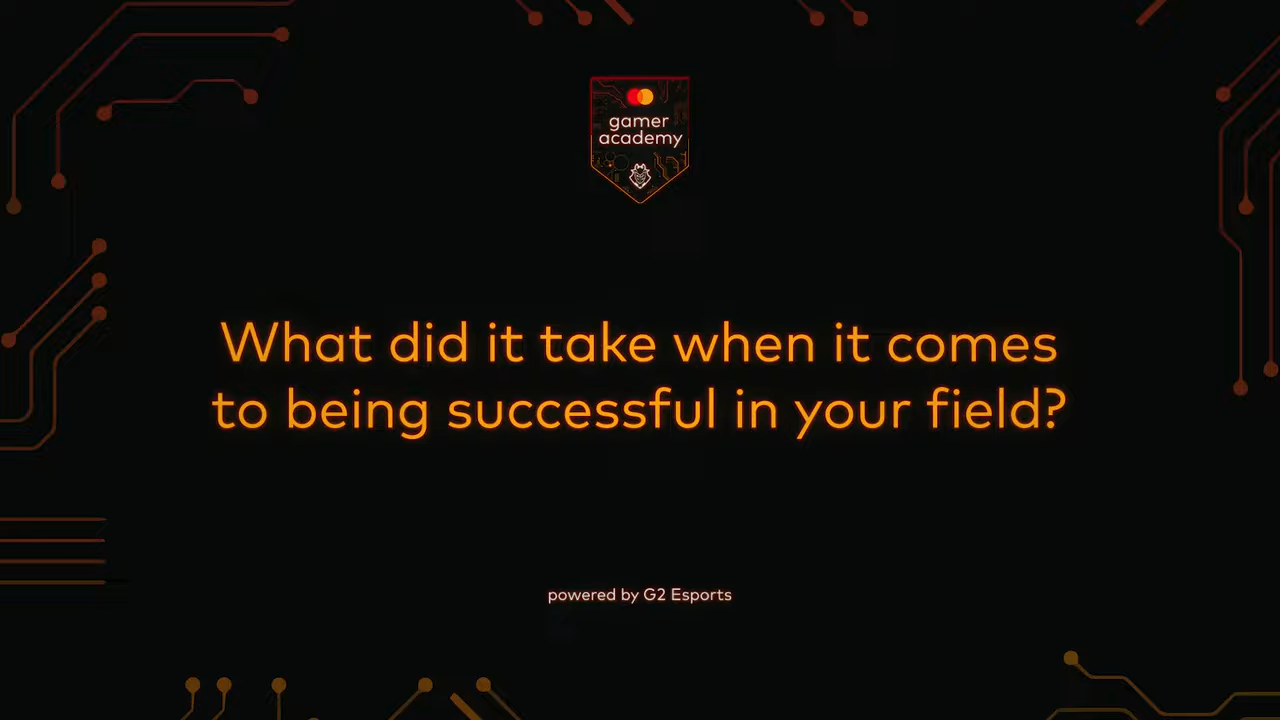 gamer
academy
What did it take when it comes
to being successful in your field?
powered by G2 Esports